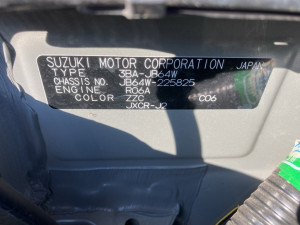 SUZUKI MOTOR CORPORATION JAPAN
TYPE 3BA-JB64W
CHASSIS NO. JB64W-225825
ENGINE R06A
COLOR ZZC C06
JXCR-J2